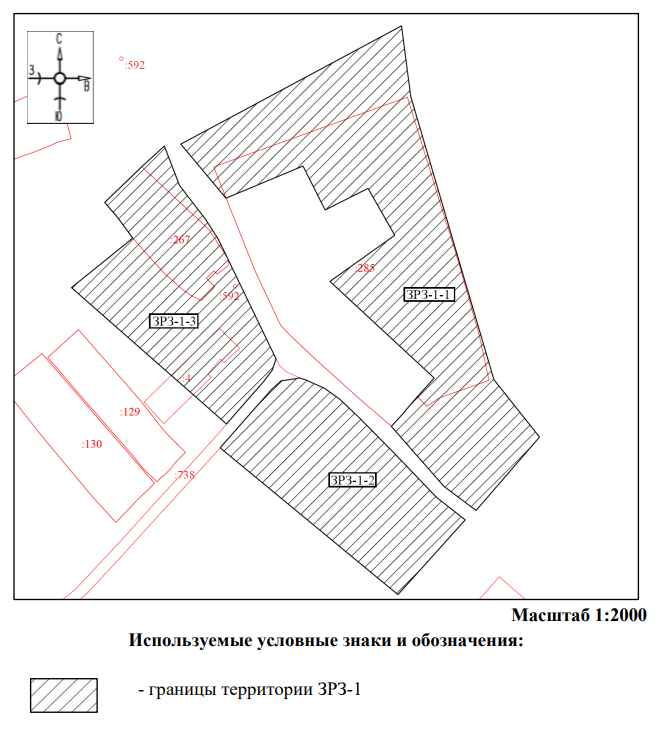 С
З
В
Ю
:592
:267
:285
:592
ЗРЗ-1-1
ЗРЗ-1-3
:4
:129
:130
:738
ЗРЗ-1-2
Масштаб 1:2000
Используемые условные знаки и обозначения:
- границы территории ЗРЗ-1